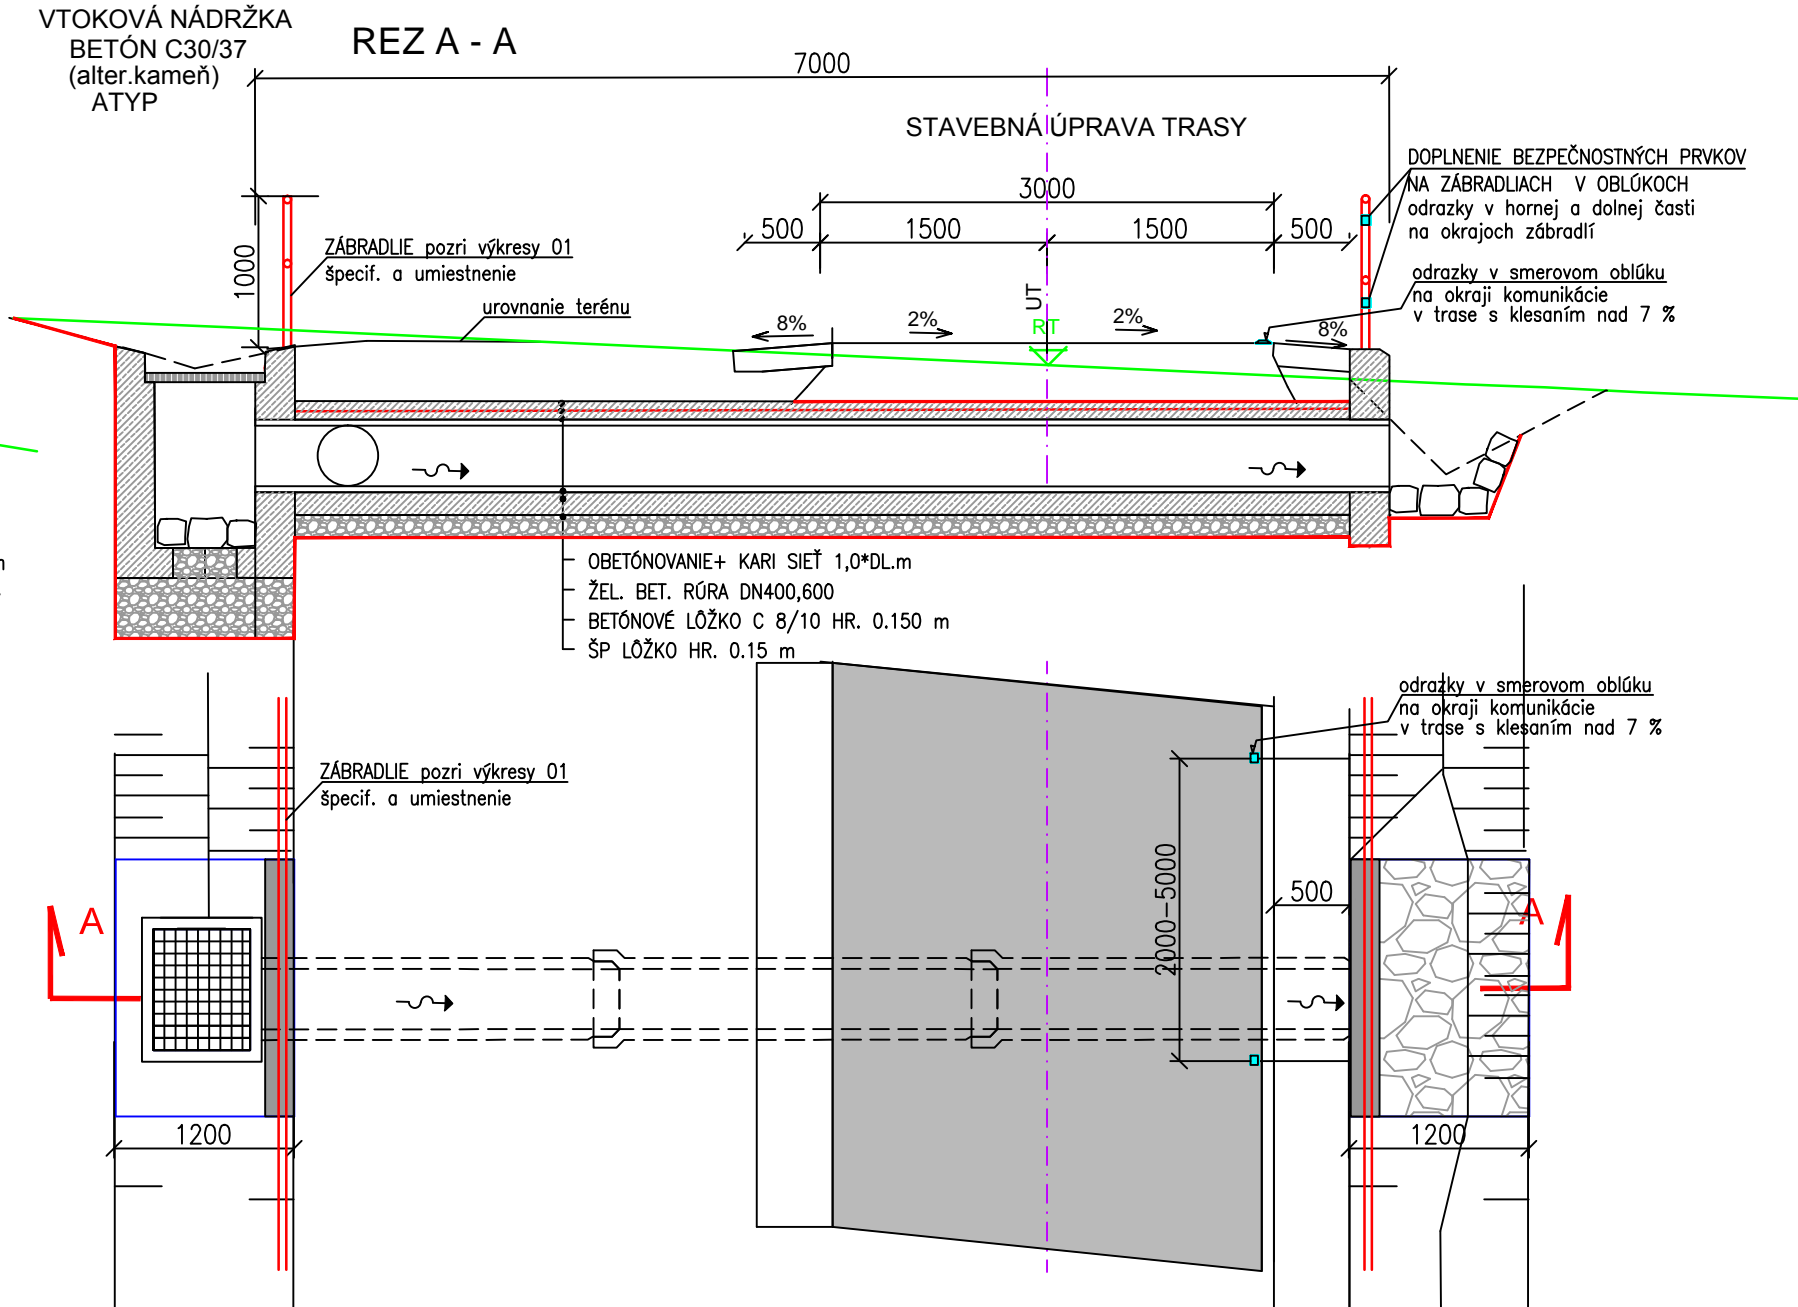 VTOKOVÁ NÁDRŽKA
BETÓN C30/37
(alter.kameň)
ATYP
REZ A - A
7000
STAVEBNÁ ÚPRAVA TRASY
DOPLNENIE BEZPEČNOSTNÝCH PRVKOV
NA ZÁBRADLIACH V OBLÚKOCH
odrazky v hornej a dolnej časti
na okrajoch zábradlí
3000
500
1500
1500
500
1000
ZÁBRADLIE pozri výkresy 01
špecif. a umiestnenie
odrazky v smerovom oblúku
na okraji komunikácie
v trase s klesaním nad 7 %
urovnanie terénu
UT
RT
8%
2%
2%
8%
OBETÓNOVANIE+ KARI SIEŤ 1,0*DL.m
ŽEL. BET. RÚRA DN400,600
BETÓNOVÉ LÔŽKO C 8/10 HR. 0.150 m
ŠP LÔŽKO HR. 0.15 m
odrazky v smerovom oblúku
na okraji komunikácie
v trase s klesaním nad 7 %
ZÁBRADLIE pozri výkresy 01
špecif. a umiestnenie
2000-5000
500
A
A
1200
1200